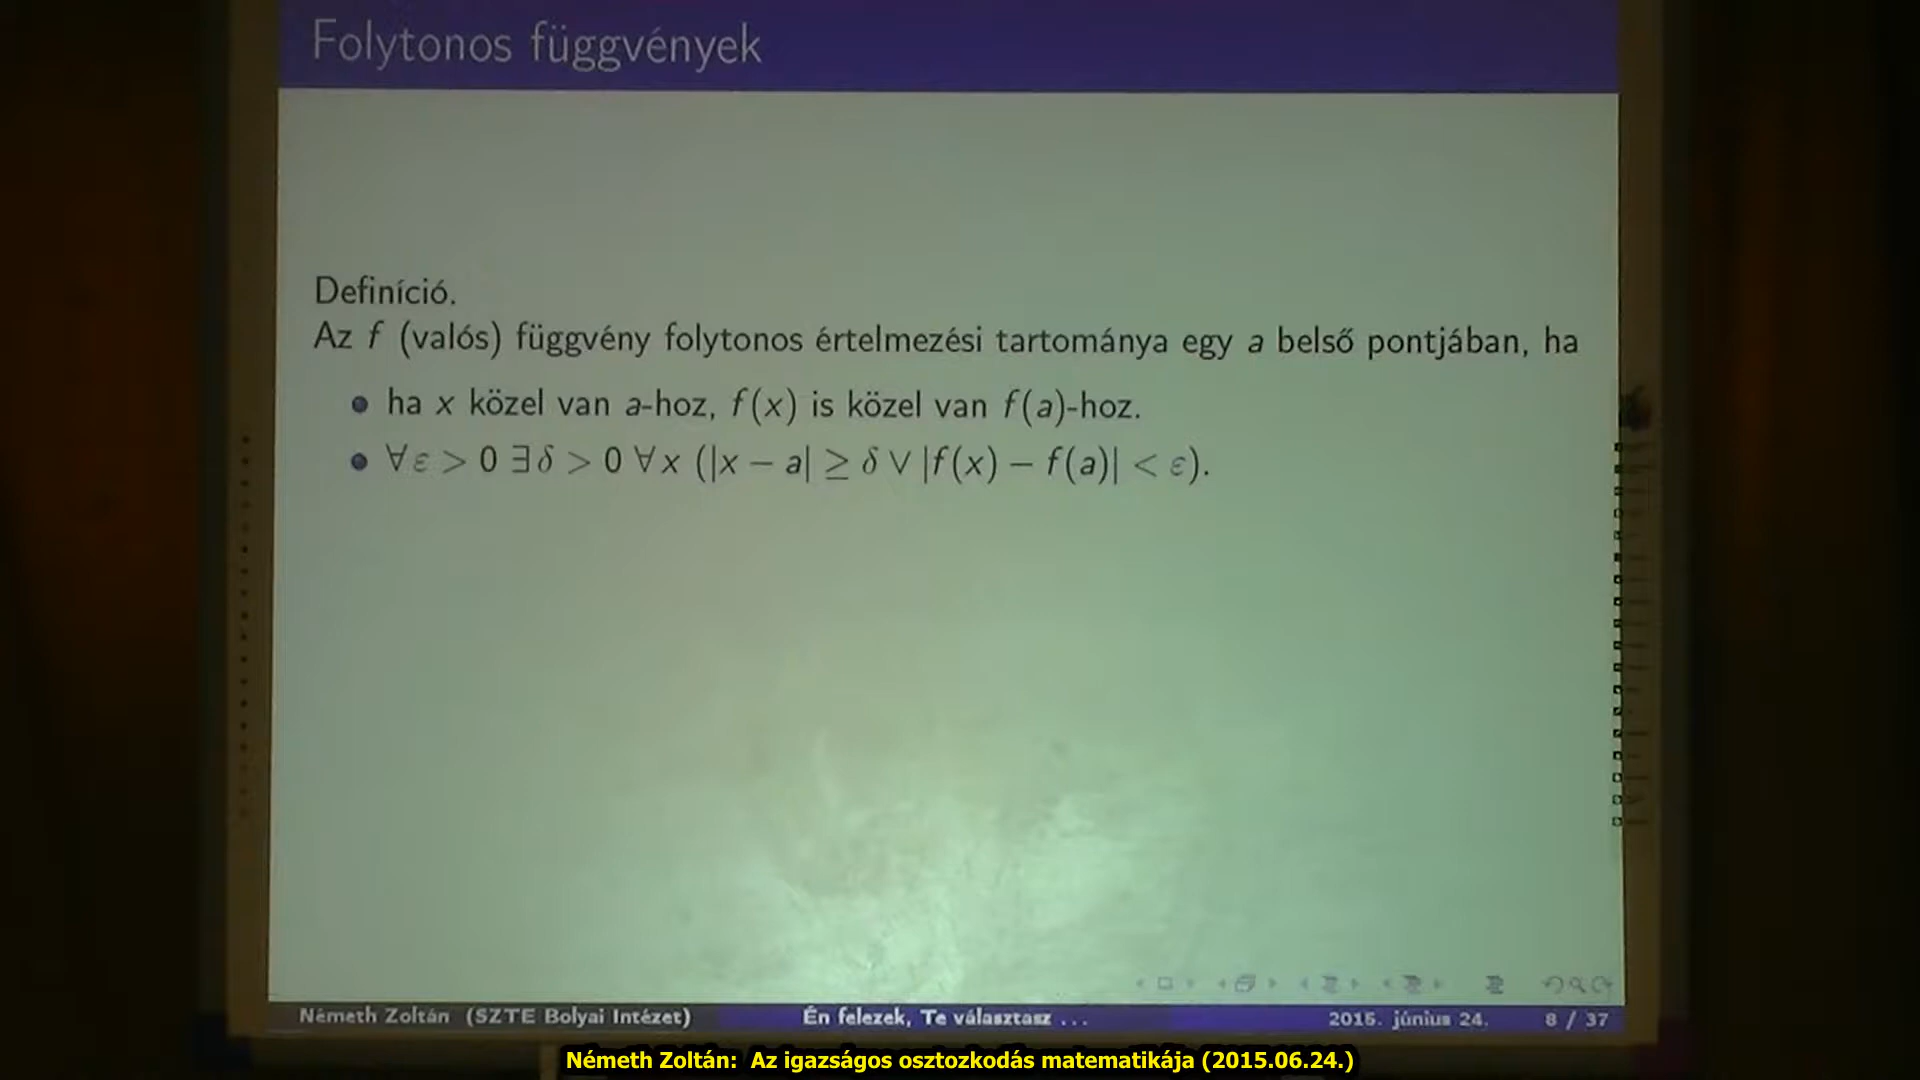 Folytonos függvények
Definíció.
Az f (valós) függvény folytonos értelmezési tartománya egy a belső pontjában, ha
ha x közel van a-hoz, f(x) is közel van f(a)-hoz.
∀ε > 0 ∃δ > 0 ∀x (|x − a| ≥ δ ∨ |f(x) − f(a)| < ε).
Németh Zoltán (SZTE Bolyai Intézet) Én felezek, Te választasz ... 2015. június 24. 8 / 37
Németh Zoltán: Az igazságos osztozkodás matematikája (2015.06.24.)